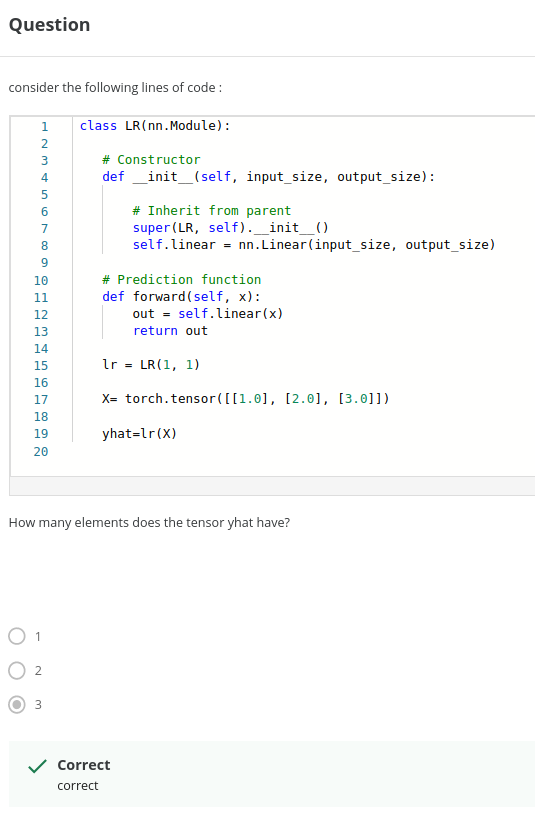 Question
consider the following lines of code :
1 class LR(nn.Module):
2
3 # Constructor
4 def __init__(self, input_size, output_size):
5
6 # Inherit from parent
7 super(LR, self).__init__()
8 self.linear = nn.Linear(input_size, output_size)
9
10 # Prediction function
11 def forward(self, x):
12 out = self.linear(x)
13 return out
14
15 lr = LR(1, 1)
16
17 X= torch.tensor([[1.0], [2.0], [3.0]])
18
19 yhat=lr(X)
20
How many elements does the tensor yhat have?
1
2
3
Correct
correct